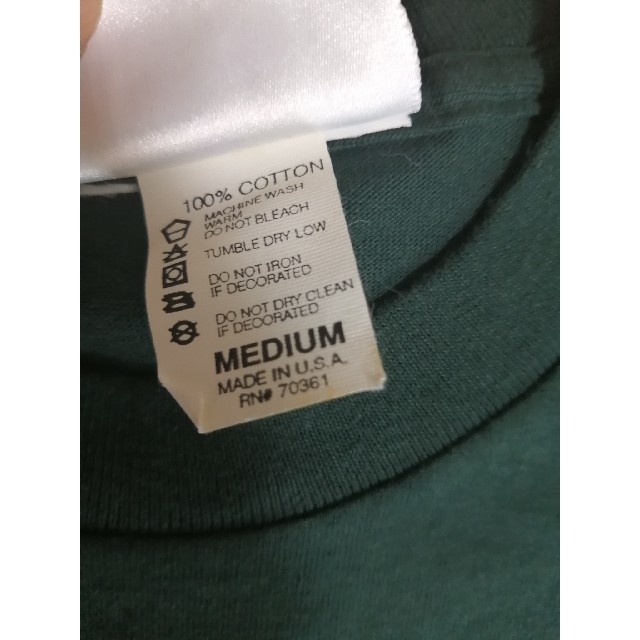 100% COTTON
MACHINE WASH
WARM
DO NOT BLEACH
TUMBLE DRY LOW
DO NOT IRON
IF DECORATED
DO NOT DRY CLEAN
IF DECORATED
MEDIUM
MADE IN U.S.A.
RN# 70361